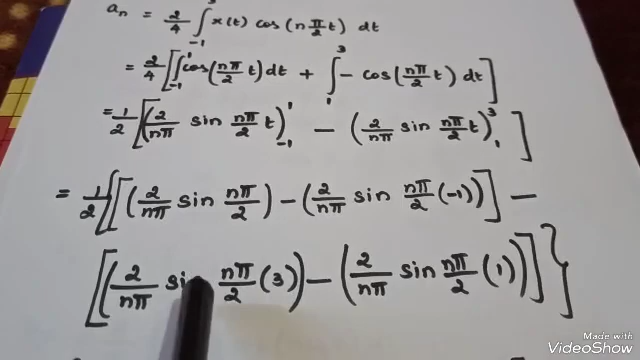 aₙ = 2/4 ∫₋₁³ x(t) cos(n π/2 t) dt
= 2/4 [∫₋₁¹ cos(nπ/2 t) dt + ∫₁³ - cos(nπ/2 t) dt]
= 1/2 [(2/nπ sin nπ/2 t)₋₁¹ - (2/nπ sin nπ/2 t)₁³]
= 1/2 {[(2/nπ sin nπ/2) - (2/nπ sin nπ/2 (-1))] -
[(2/nπ sin nπ/2 (3)) - (2/nπ sin nπ/2 (1))]}
Made With
VideoShow